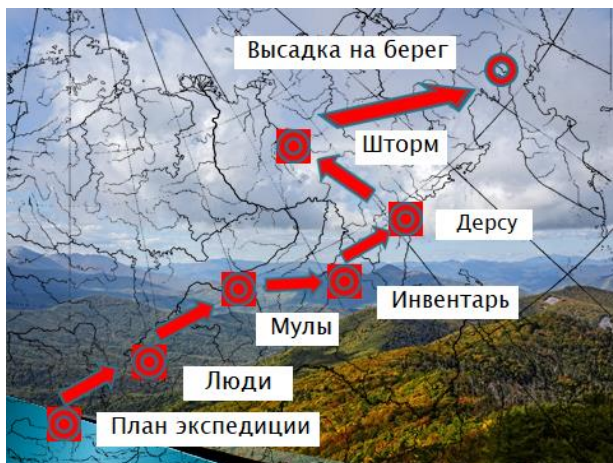 Высадка на берег
Шторм
Дерсу
Инвентарь
Мулы
Люди
План экспедиции